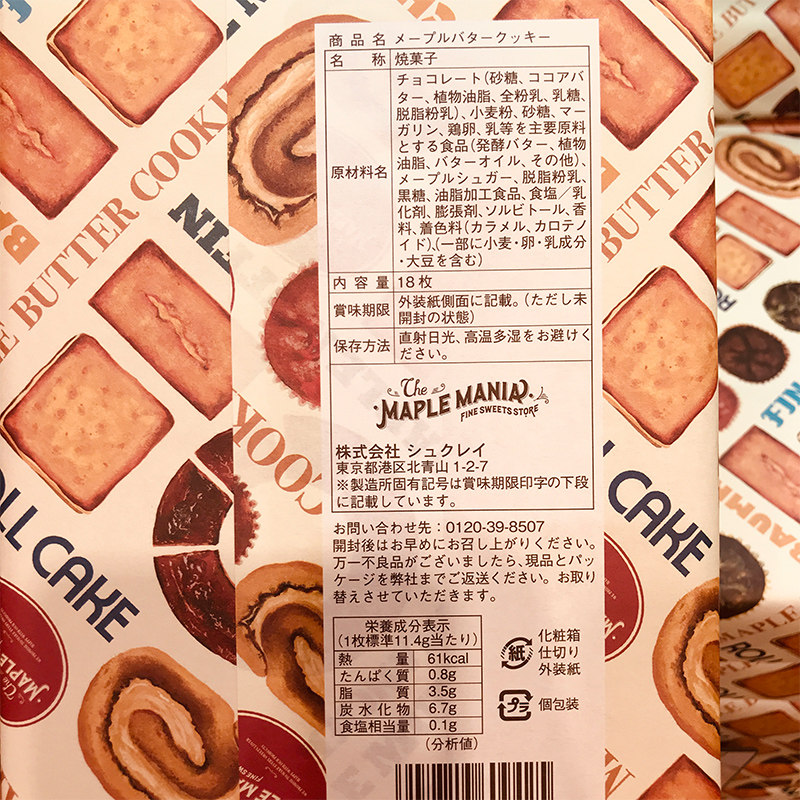 商品名 メープルバタークッキー
名称 焼菓子
原材料名
チョコレート(砂糖、ココアバ
ター、植物油脂、全粉乳、乳糖、
脱脂粉乳)、小麦粉、砂糖、マー
ガリン、鶏卵、乳等を主要原料
とする食品(発酵バター、植物
油脂、バターオイル、その他)、
メープルシュガー、脱脂粉乳、
黒糖、油脂加工食品、食塩/乳
化剤、膨張剤、ソルビトール、香
料、着色料(カラメル、カロテノ
イド)、(一部に小麦・卵・乳成分
・大豆を含む)
内容量 18枚
賞味期限 外装紙側面に記載。(ただし未
開封の状態)
保存方法 直射日光、高温多湿をお避けく
ださい。
The
MAPLE MANIA
FINE SWEETS STORE
株式会社 シュクレイ
東京都港区北青山 1-2-7
※製造所固有記号は賞味期限印字の下段
に記載しています。
お問い合わせ先:0120-39-8507
開封後はお早めにお召し上がりください。
万一不良品がございましたら、現品とパッ
ケージを弊社までご返送ください。お取り
替えさせていただきます。
栄養成分表示
(1枚標準11.4g当たり)
熱量 61kcal
たんぱく質 0.8g
脂質 3.5g
炭水化物 6.7g
食塩相当量 0.1g
(分析値)
紙 化粧箱
仕切り
外装紙
プラ 個包装
BUTTER COOKI
COOK
BUTTER
CAKE
CAKE
The
MAPLE
MAPLE